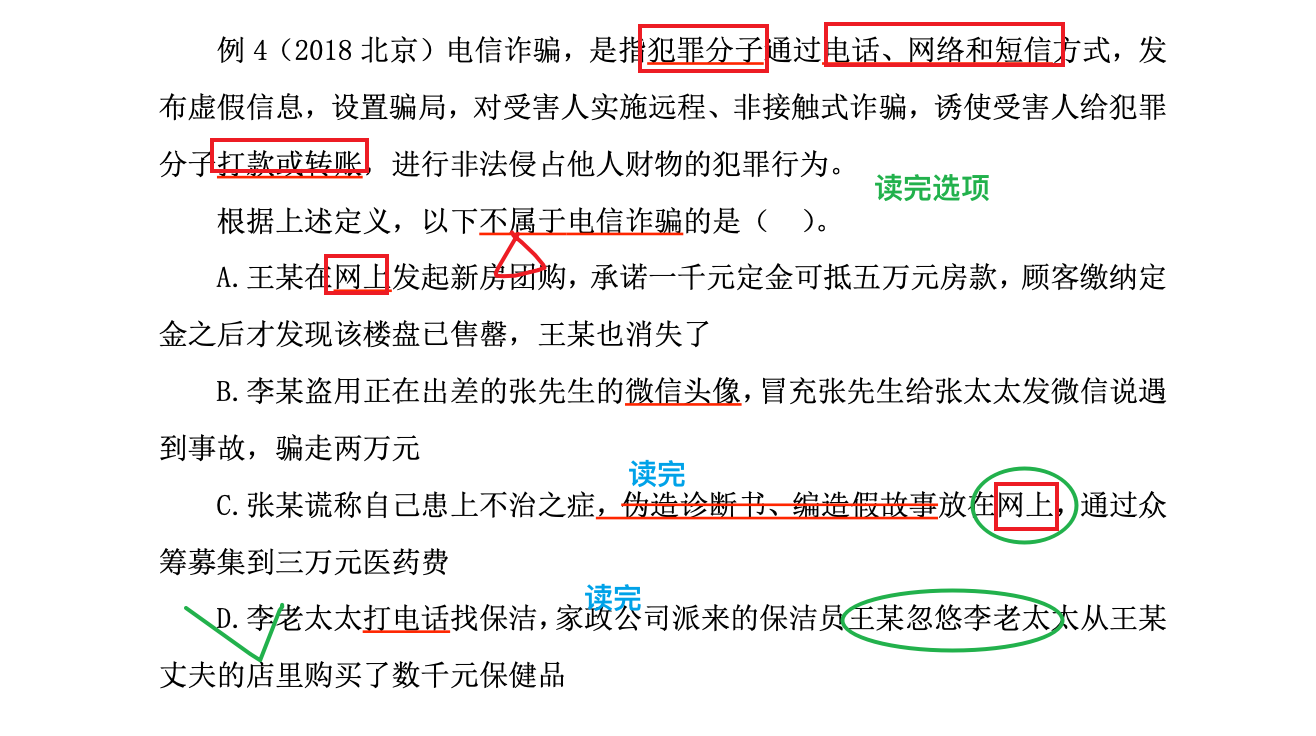 例 4（2018 北京）电信诈骗，是指犯罪分子通过电话、网络和短信方式，发
布虚假信息，设置骗局，对受害人实施远程、非接触式诈骗，诱使受害人给犯罪
分子打款或转账，进行非法侵占他人财物的犯罪行为。
读完选项
根据上述定义，以下不属于电信诈骗的是（　）。
A.王某在网上发起新房团购，承诺一千元定金可抵五万元房款，顾客缴纳定
金之后才发现该楼盘已售罄，王某也消失了
B.李某盗用正在出差的张先生的微信头像，冒充张先生给张太太发微信说遇
到事故，骗走两万元
读完
C.张某谎称自己患上不治之症，伪造诊断书、编造假故事放在网上，通过众
筹募集到三万元医药费
读完
D.李老太太打电话找保洁，家政公司派来的保洁员王某忽悠李老太太从王某
丈夫的店里购买了数千元保健品